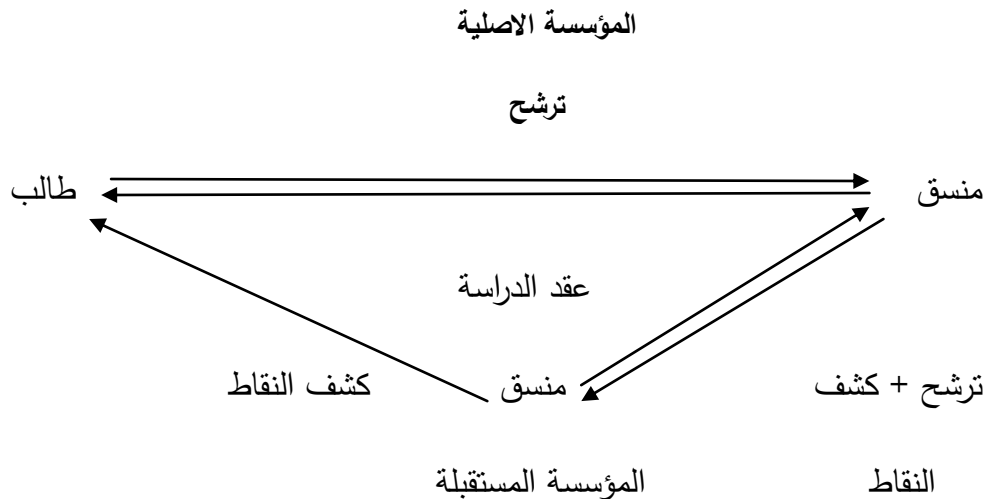 المؤسسة الاصلية
ترشح
منسق
طالب
عقد الدراسة
ترشح + كشف
منسق
كشف النقاط
النقاط
المؤسسة المستقبلة